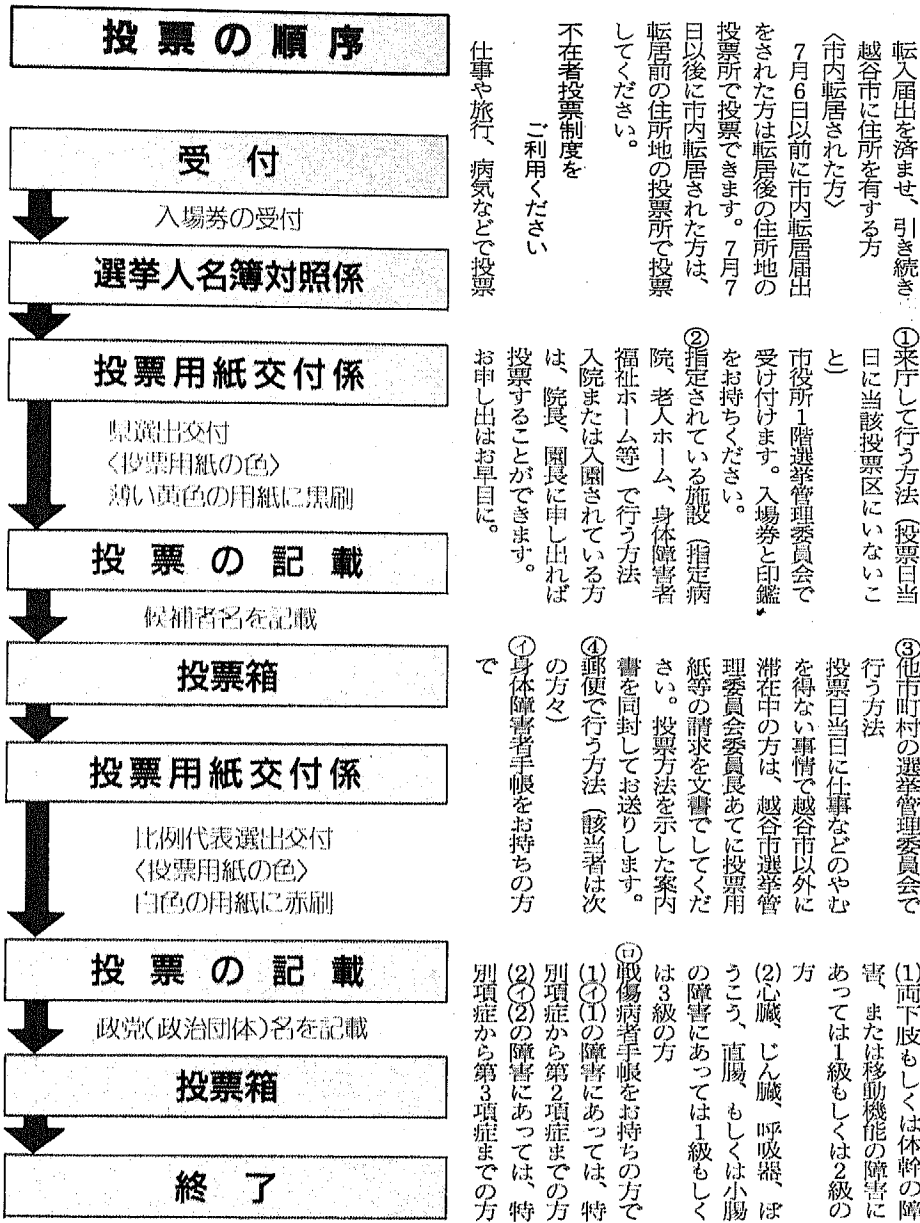 投票の順序
受付
入場券の受付
選挙人名簿対照係
投票用紙交付係
県選出交付
〈投票用紙の色〉
薄い黄色の用紙に黒刷
投票の記載
候補者名を記載
投票箱
投票用紙交付係
比例代表選出交付
〈投票用紙の色〉
白色の用紙に赤刷
投票の記載
政党(政治団体)名を記載
投票箱
終了
転入届出を済ませ、引き続き
越谷市に住所を有する方
〈市内転居された方〉
7月6日以前に市内転居届出
をされた方は転居後の住所地の
投票所で投票できます。7月7
日以後に市内転居された方は、
転居前の住所地の投票所で投票
してください。
不在者投票制度を
ご利用ください
仕事や旅行、病気などで投票
①来庁して行う方法(投票日当
日に当該投票区にいないこ
と)
市役所1階選挙管理委員会で
受け付けます。入場券と印鑑
をお持ちください。
②指定されている施設(指定病
院、老人ホーム、身体障害者
福祉ホーム等)で行う方法
入院または入園されている方
は、院長、園長に申し出れば
投票することができます。
お申し出はお早目に。
③他市町村の選挙管理委員会で
行う方法
投票日当日に仕事などのやむ
を得ない事情で越谷市以外に
滞在中の方は、越谷市選挙管
理委員会委員長あてに投票用
紙等の請求を文書でしてくだ
さい。投票方法を示した案内
書を同封してお送りします。
④郵便で行う方法(該当者は次
の方々)
㋑身体障害者手帳をお持ちの方
で
(1)両下肢もしくは体幹の障
害、または移動機能の障害に
あっては1級もしくは2級の
方
(2)心臓、じん臓、呼吸器、ぼ
うこう、直腸、もしくは小腸
の障害にあっては1級もしく
は3級の方
㋺戦傷病者手帳をお持ちの方で
(1)㋑(1)の障害にあっては、特
別項症から第2項症までの方
(2)㋑(2)の障害にあっては、特
別項症から第3項症までの方